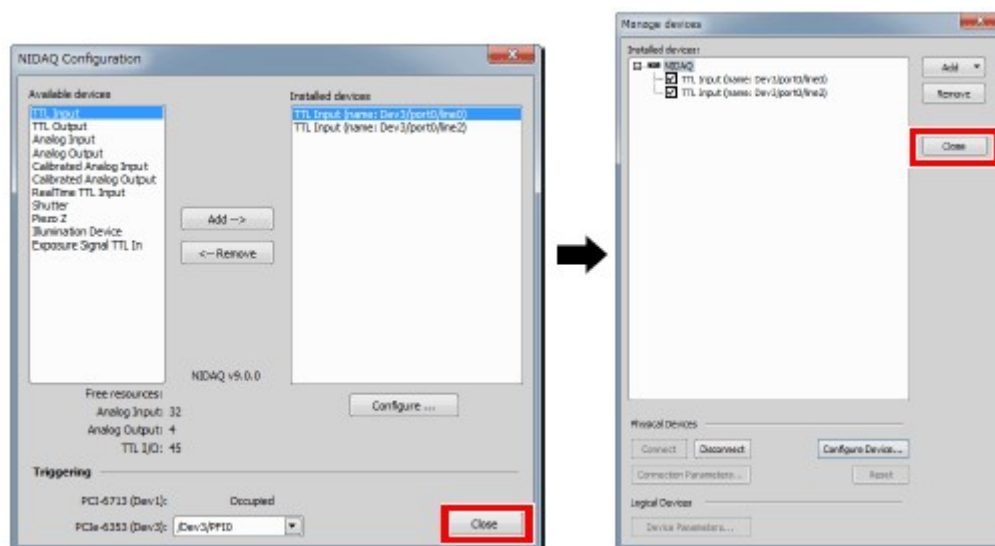 NIDAQ Configuration
Available devices
TTL Input
TTL Output
Analog Input
Analog Output
Calibrated Analog Input
Calibrated Analog Output
RealTime TTL Input
Shutter
Piezo Z
Illumination Device
Exposure Signal TTL In
Add -->
<-- Remove
NIDAQ v9.0.0
Installed devices
TTL Input (name: Dev3/port0/line0)
TTL Input (name: Dev3/port0/line2)
Configure ...
Free resources:
Analog Input: 32
Analog Output: 4
TTL I/O: 45
Triggering
PCI-6713 (Dev1): Occupied
PCIe-6353 (Dev3): /Dev3/PFI0
Close
Manage devices
Installed devices:
NIDAQ
TTL Input (name: Dev3/port0/line0)
TTL Input (name: Dev3/port0/line2)
Add
Remove
Close
Physical Devices
Connect Disconnect Configure Device...
Connection Parameters... Reset
Logical Devices
Device Parameters...